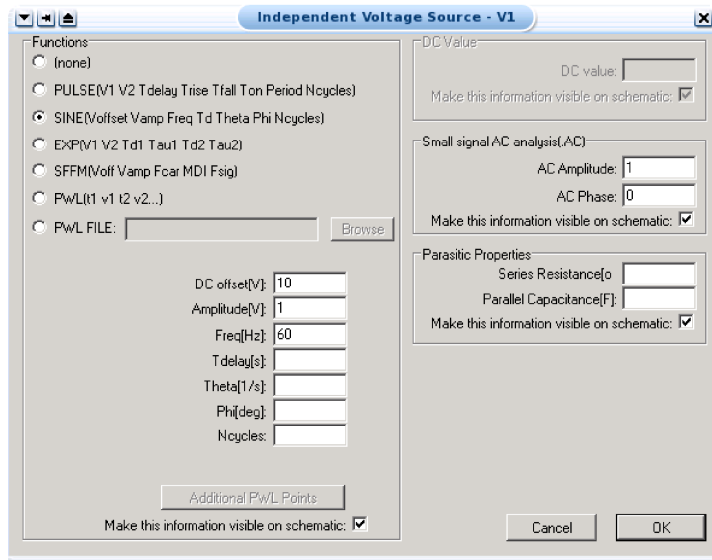 Independent Voltage Source - V1
Functions
(none)
PULSE(V1 V2 Tdelay Trise Tfall Ton Period Ncycles)
SINE(Voffset Vamp Freq Td Theta Phi Ncycles)
EXP(V1 V2 Td1 Tau1 Td2 Tau2)
SFFM(Voff Vamp Fcar MDI Fsig)
PWL(t1 v1 t2 v2...)
PWL FILE:
Browse
DC offset[V]: 10
Amplitude[V]: 1
Freq[Hz]: 60
Tdelay[s]:
Theta[1/s]:
Phi[deg]:
Ncycles:
Additional PWL Points
Make this information visible on schematic:
DC Value
DC value:
Make this information visible on schematic:
Small signal AC analysis(.AC)
AC Amplitude: 1
AC Phase: 0
Make this information visible on schematic:
Parasitic Properties
Series Resistance[o
Parallel Capacitance[F]:
Make this information visible on schematic:
Cancel
OK